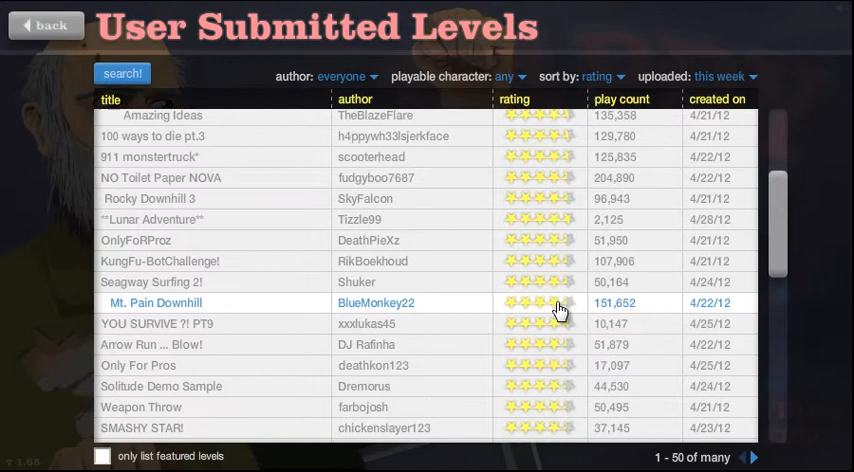 back
User Submitted Levels
search!
author: everyone playable character: any sort by: rating uploaded: this week
title author rating play count created on
Amazing Ideas TheBlazeFlare 135,358 4/21/12
100 ways to die pt.3 h4ppywh33lsjerkface 129,780 4/21/12
911 monstertruck* scooterhead 125,835 4/22/12
NO Toilet Paper NOVA fudgyboo7687 204,890 4/22/12
Rocky Downhill 3 SkyFalcon 96,943 4/21/12
**Lunar Adventure** Tizzle99 2,125 4/28/12
OnlyFoRProz DeathPieXz 51,950 4/21/12
KungFu-BotChallenge! RikBoekhoud 107,906 4/21/12
Seagway Surfing 2! Shuker 50,164 4/24/12
Mt. Pain Downhill BlueMonkey22 151,652 4/22/12
YOU SURVIVE ?! PT9 xxxlukas45 10,147 4/25/12
Arrow Run ... Blow! DJ Rafinha 51,879 4/22/12
Only For Pros deathkon123 17,097 4/25/12
Solitude Demo Sample Dremorus 44,530 4/22/12
Weapon Throw farbojosh 50,495 4/21/12
SMASHY STAR! chickenslayer123 37,145 4/23/12
only list featured levels 1 - 50 of many
v 1.68